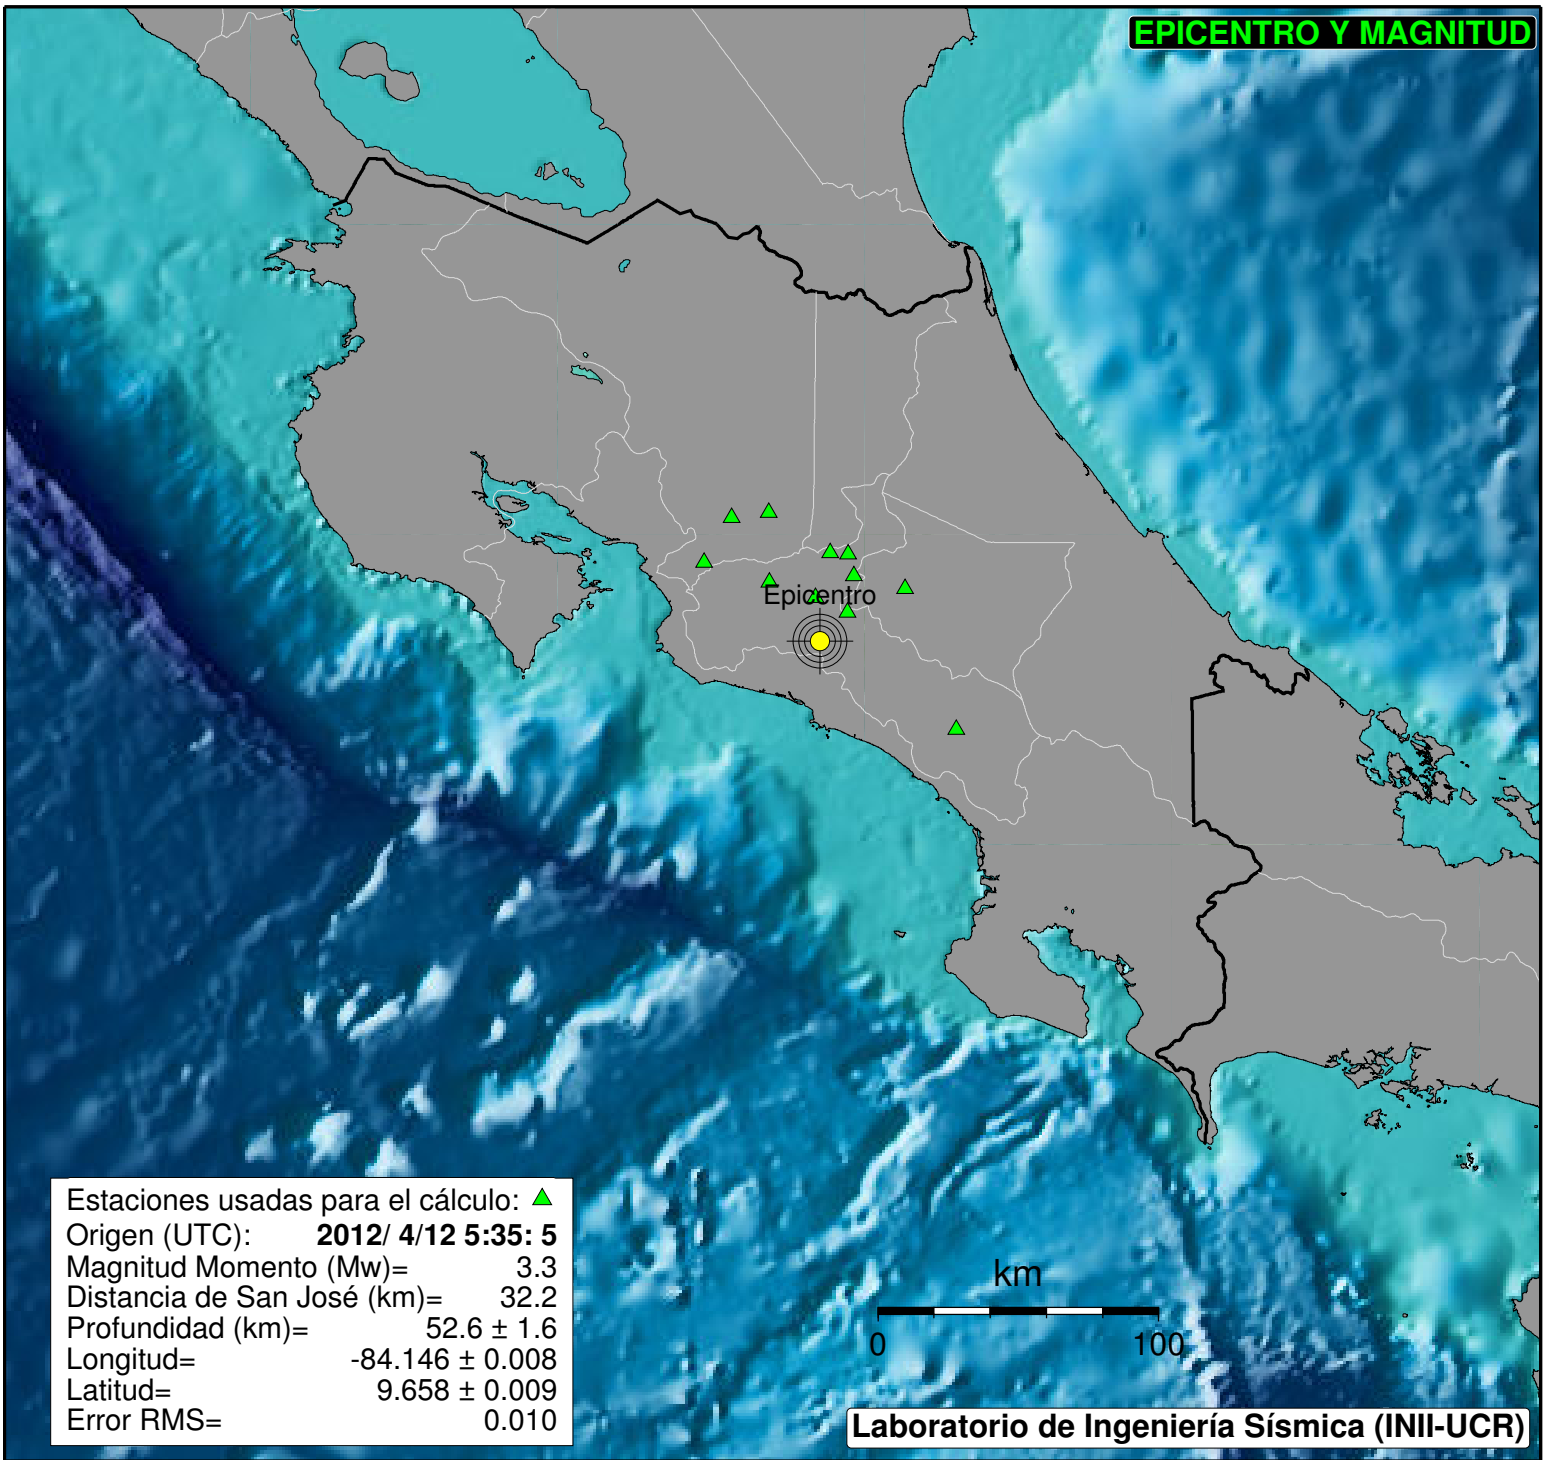 EPICENTRO Y MAGNITUD
Epicentro
Estaciones usadas para el cálculo:
Origen (UTC): 2012/ 4/12 5:35: 5
Magnitud Momento (Mw)= 3.3
Distancia de San José (km)= 32.2
Profundidad (km)= 52.6 ± 1.6
Longitud= -84.146 ± 0.008
Latitud= 9.658 ± 0.009
Error RMS= 0.010
km
0 100
Laboratorio de Ingeniería Sísmica (INII-UCR)